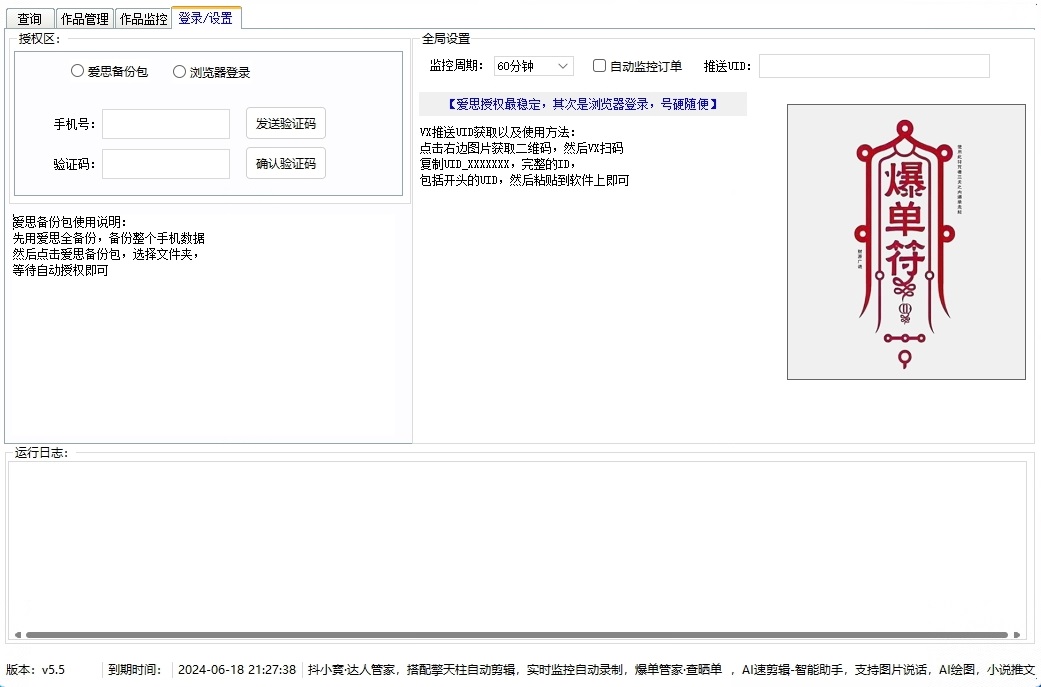 查询 作品管理 作品监控 登录/设置
授权区：
爱思备份包 浏览器登录
手机号： 发送验证码
验证码： 确认验证码
爱思备份包使用说明：
先用爱思全备份，备份整个手机数据
然后点击爱思备份包，选择文件夹，
等待自动授权即可
全局设置
监控周期： 60分钟 自动监控订单 推送UID：
【爱思授权最稳定，其次是浏览器登录，号硬随便】
VX推送UID获取以及使用方法：
点击右边图片获取二维码，然后VX扫码
复制UID_XXXXXXX，完整的ID，
包括开头的UID，然后粘贴到软件上即可
爆单符
财源广进
运行日志：
版本： v5.5 到期时间： 2024-06-18 21:27:38 抖小莺·达人管家，搭配擎天柱自动剪辑，实时监控自动录制，爆单管家·查晒单 ，AI速剪辑-智能助手，支持图片说话，AI绘图，小说推文